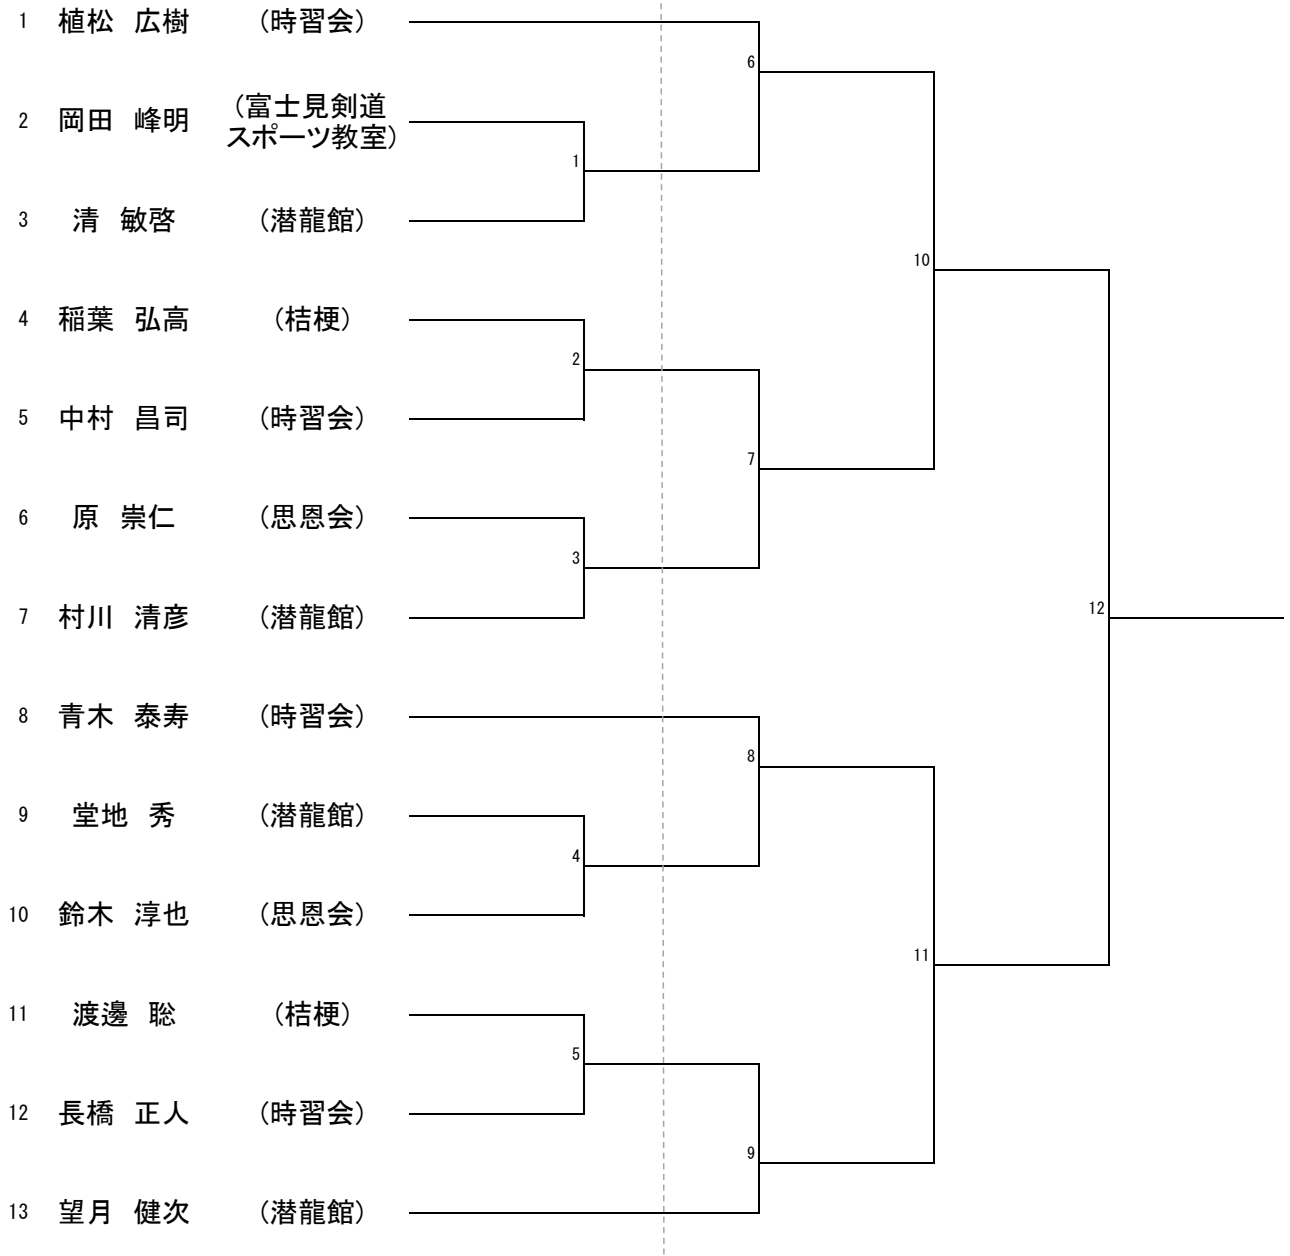 1 植松 広樹 (時習会)
6
2 岡田 峰明 (富士見剣道
スポーツ教室)
1
3 清 敏啓 (潜龍館)
10
4 稲葉 弘高 (桔梗)
2
5 中村 昌司 (時習会)
7
6 原 崇仁 (思恩会)
3
7 村川 清彦 (潜龍館)
12
8 青木 泰寿 (時習会)
8
9 堂地 秀 (潜龍館)
4
10 鈴木 淳也 (思恩会)
11
11 渡邊 聡 (桔梗)
5
12 長橋 正人 (時習会)
9
13 望月 健次 (潜龍館)